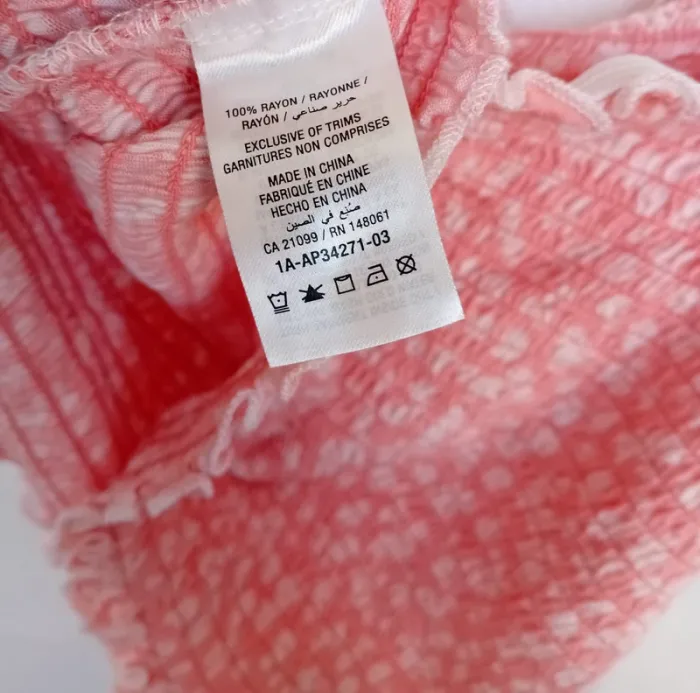 100% RAYON / RAYONNE /
RAYÓN / حرير صناعي
EXCLUSIVE OF TRIMS
GARNITURES NON COMPRISES
MADE IN CHINA
FABRIQUÉ EN CHINE
HECHO EN CHINA
صنع في الصين
CA 21099 / RN 148061
1A-AP34271-03